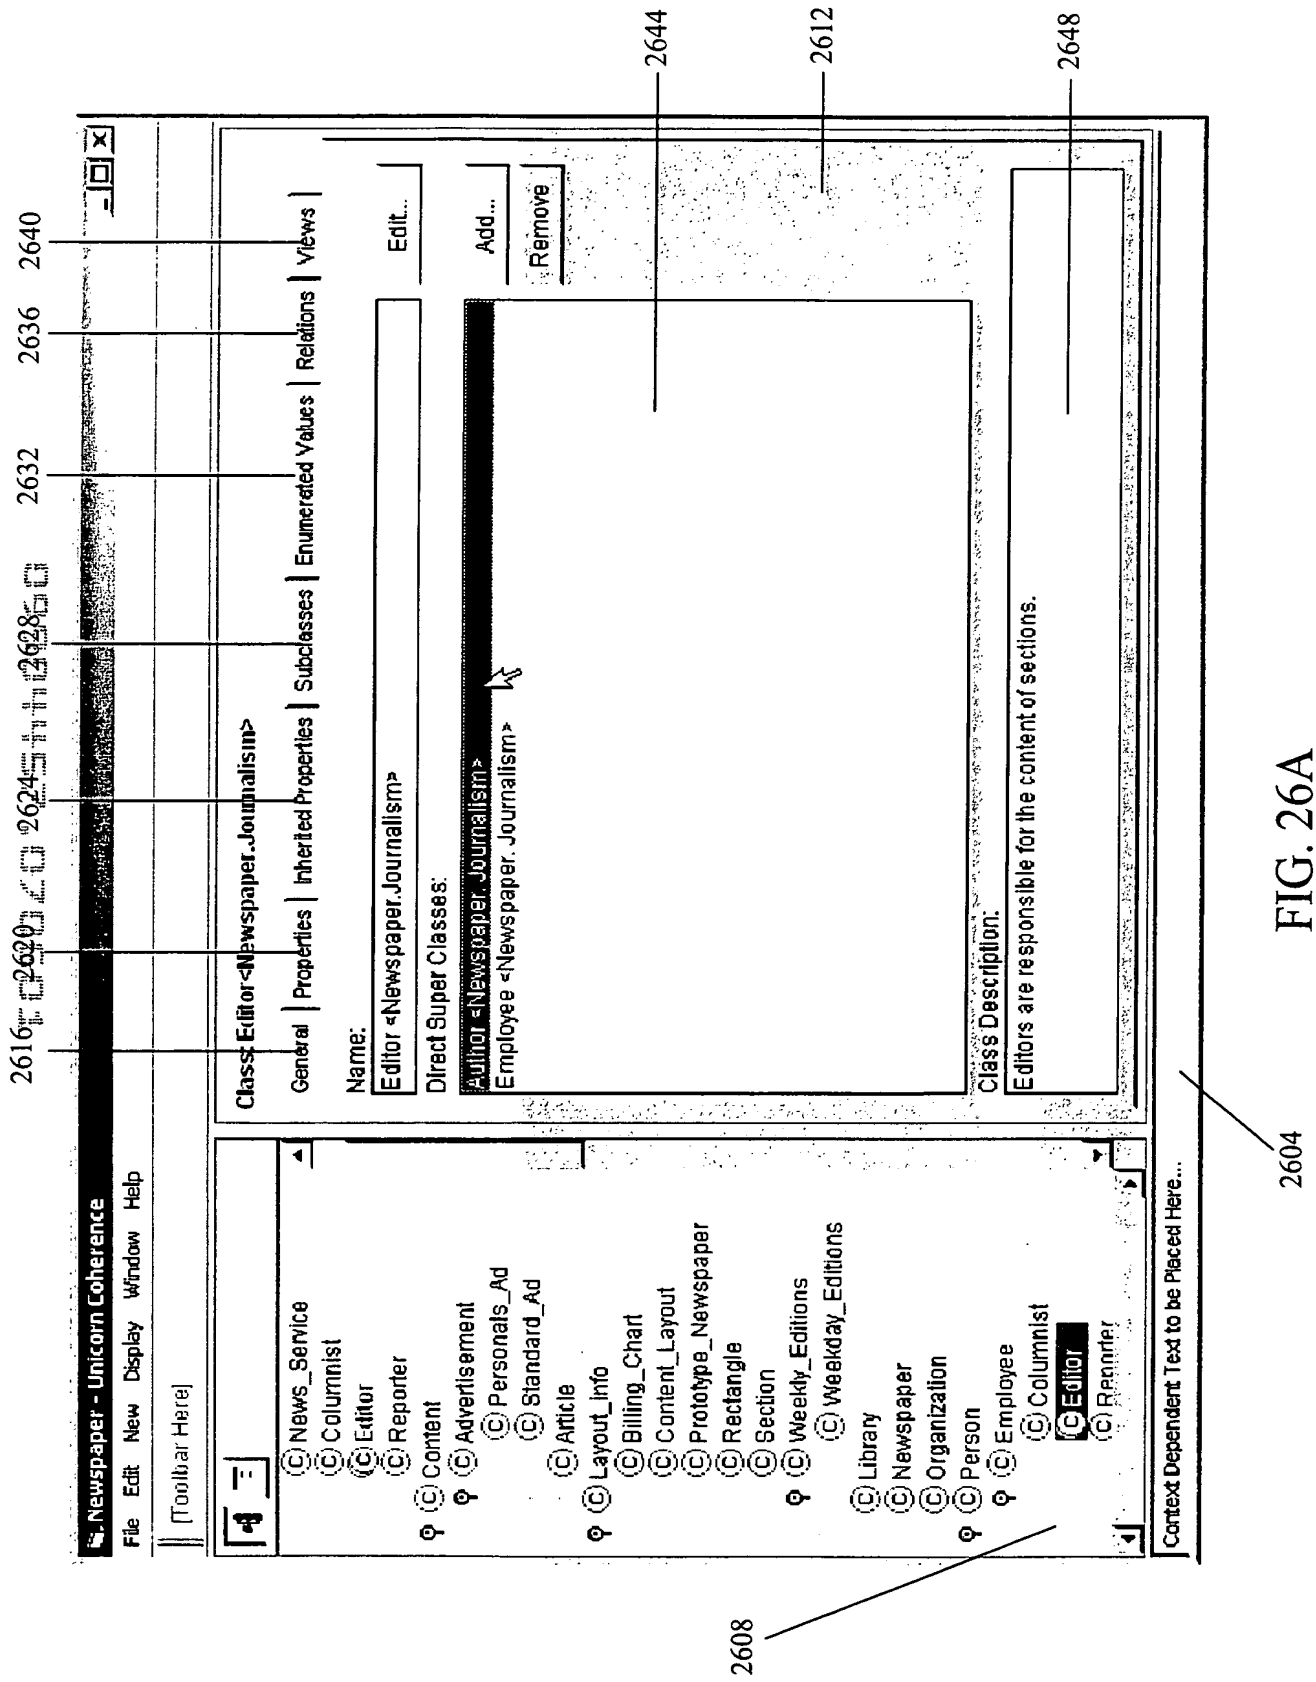 2616 2620 2624 2628 2632 2636 2640
Newspaper - Unicorn Coherence
File Edit New Display Window Help
[Toolbar Here]
News_Service
Columnist
Editor
Reporter
Content
Advertisement
Personals_Ad
Standard_Ad
Article
Layout_Info
Billing_Chart
Content_Layout
Prototype_Newspaper
Rectangle
Section
Weekly_Editions
Weekday_Editions
Library
Newspaper
Organization
Person
Employee
Columnist
Editor
Reporter
Class: Editor<Newspaper.Journalism>
General | Properties | Inherited Properties | Subclasses | Enumerated Values | Relations | Views |
Name:
Editor <Newspaper.Journalism>
Edit...
Direct Super Classes:
Author <Newspaper.Journalism>
Employee <Newspaper. Journalism>
Add...
Remove
Class Description:
Editors are responsible for the content of sections.
Context Dependent Text to be Placed Here...
2644
2612
2648
2608
2604
FIG. 26A